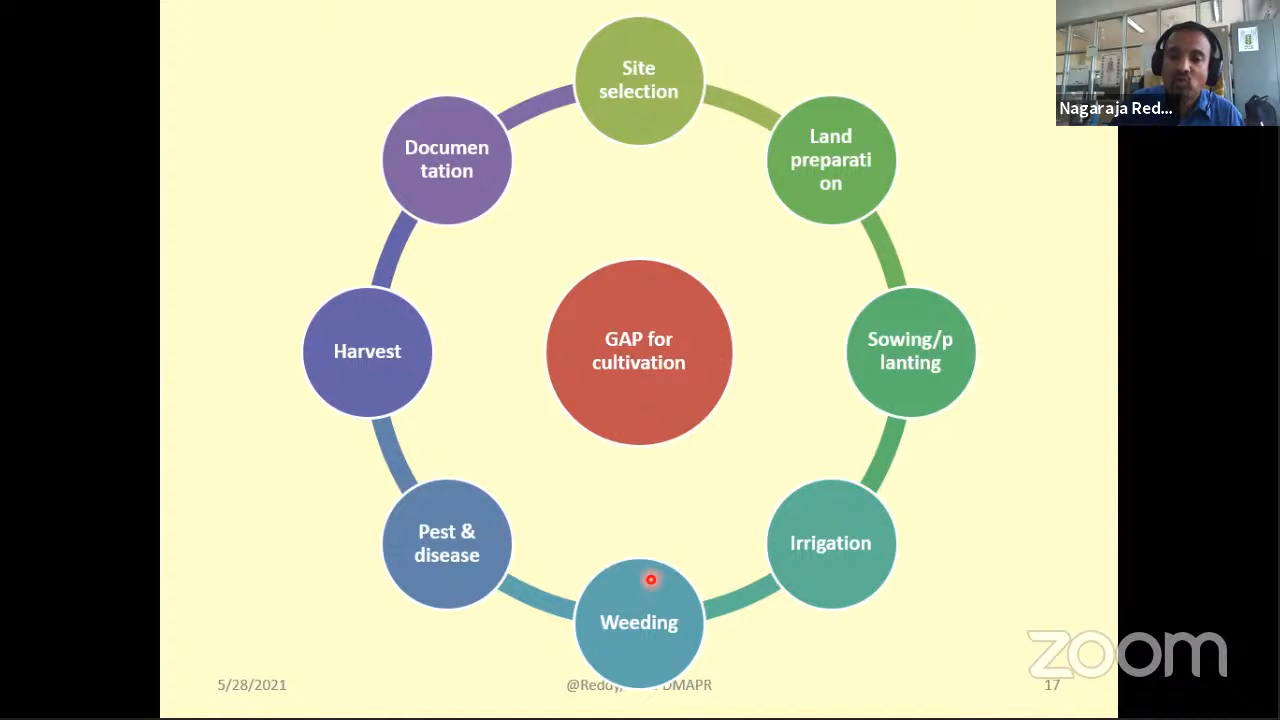 Site
selection
Land
preparati
on
Sowing/p
lanting
Irrigation
Weeding
Pest &
disease
Harvest
Documen
tation
GAP for
cultivation
Nagaraja Red...
5/28/2021
@Reddy, DMAPR
17
zoom